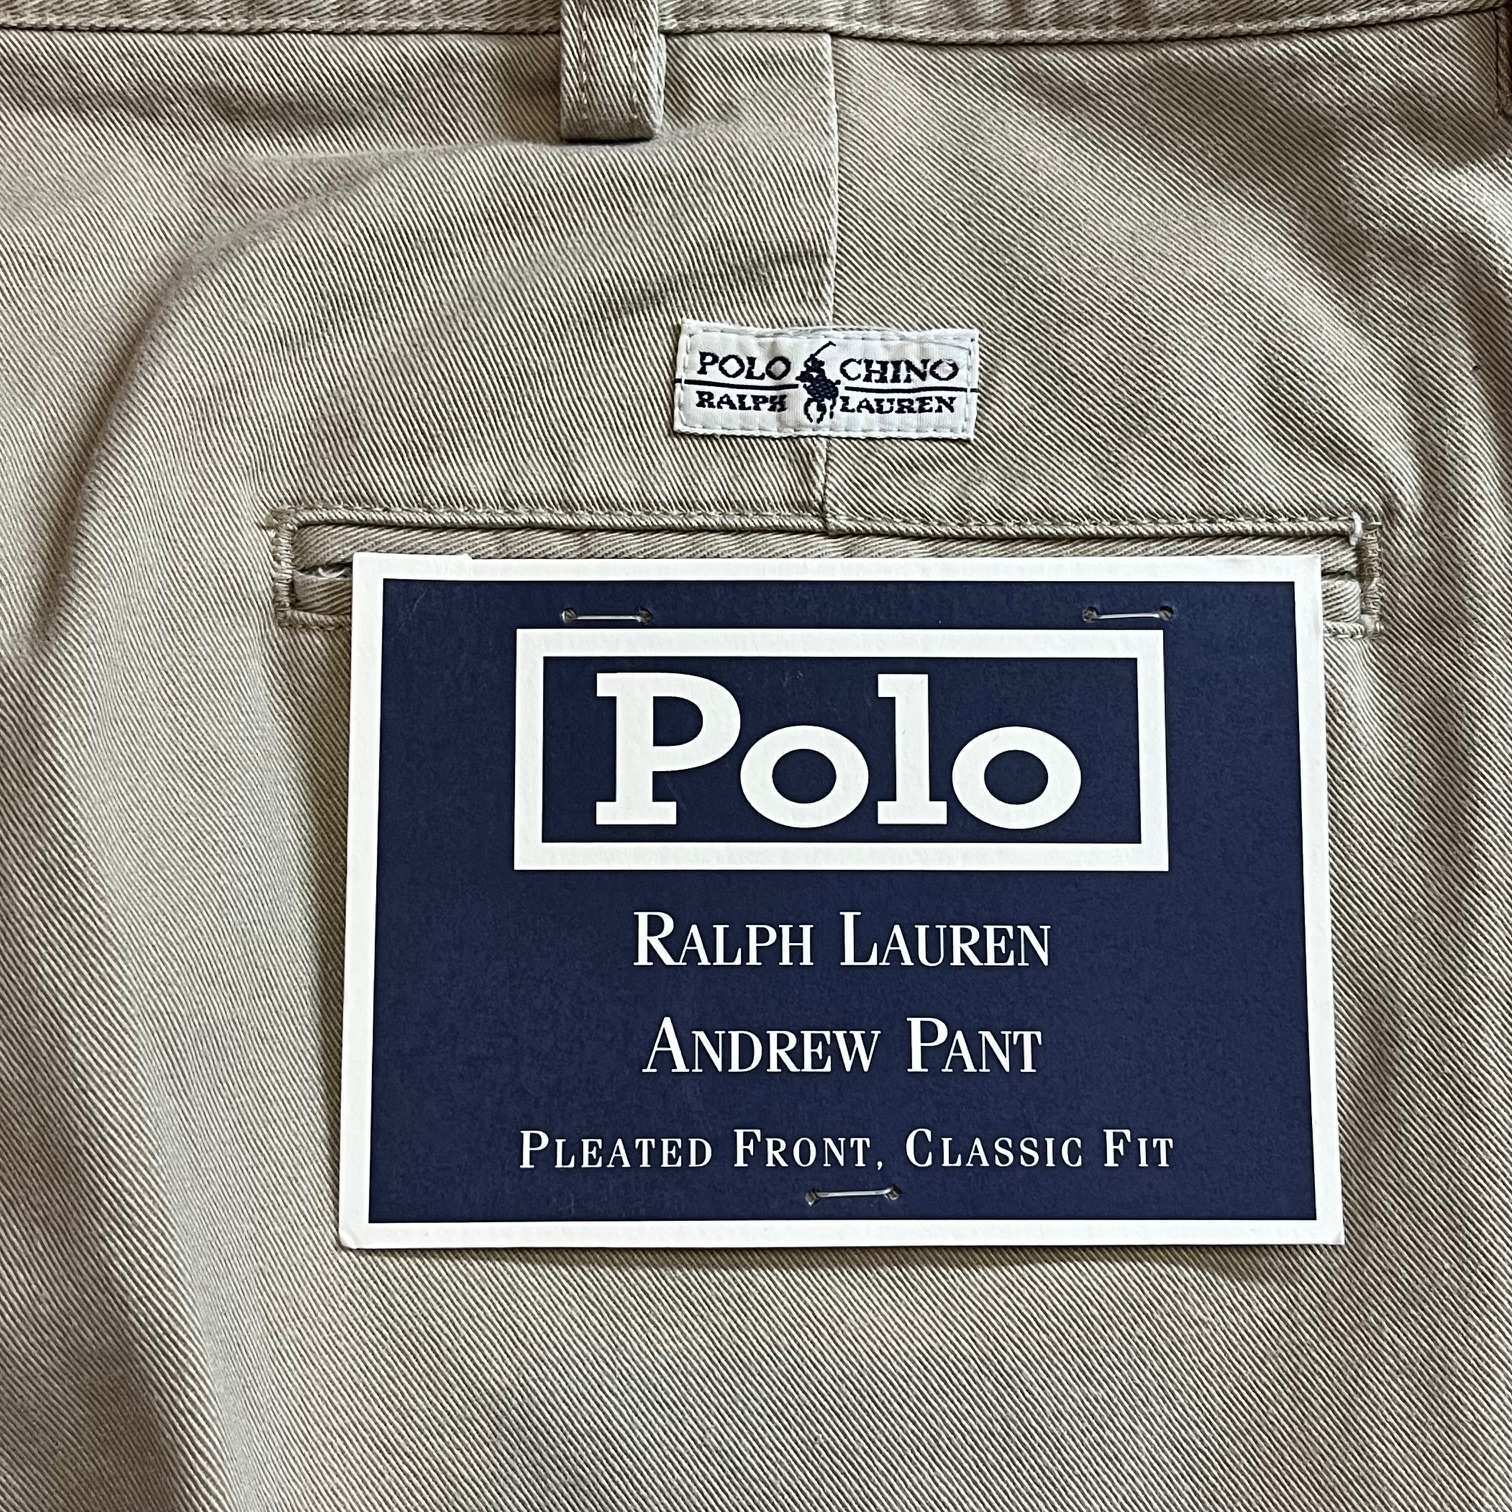 POLO CHINO
RALPH LAUREN
Polo
RALPH LAUREN
ANDREW PANT
PLEATED FRONT, CLASSIC FIT